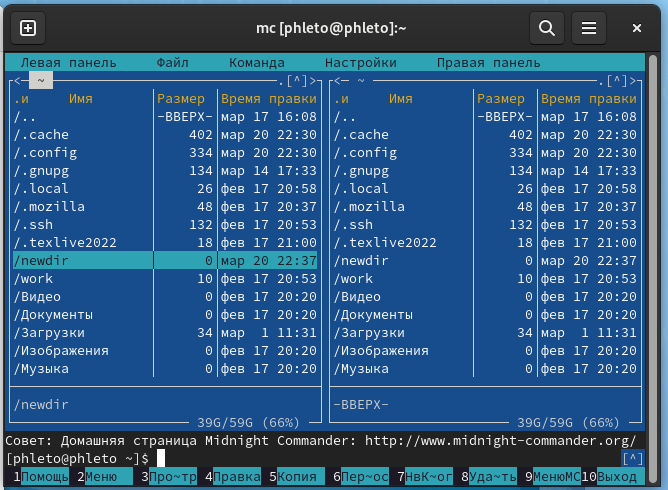 mc [phleto@phleto]:~
Левая панель Файл Команда Настройки Правая панель
<— ~ .[^]> <— ~ .[^]>
.и Имя Размер Время правки .и Имя Размер Время правки
/.. -ВВЕРХ- мар 17 16:08 /.. -ВВЕРХ- мар 17 16:08
/.cache 402 мар 20 22:30 /.cache 402 мар 20 22:30
/.config 334 мар 20 22:30 /.config 334 мар 20 22:30
/.gnupg 134 мар 14 17:33 /.gnupg 134 мар 14 17:33
/.local 26 фев 17 20:58 /.local 26 фев 17 20:58
/.mozilla 48 фев 17 20:37 /.mozilla 48 фев 17 20:37
/.ssh 132 фев 17 20:53 /.ssh 132 фев 17 20:53
/.texlive2022 18 фев 17 21:00 /.texlive2022 18 фев 17 21:00
/newdir 0 мар 20 22:37 /newdir 0 мар 20 22:37
/work 10 фев 17 20:53 /work 10 фев 17 20:53
/Видео 0 фев 17 20:20 /Видео 0 фев 17 20:20
/Документы 0 фев 17 20:20 /Документы 0 фев 17 20:20
/Загрузки 34 мар 1 11:31 /Загрузки 34 мар 1 11:31
/Изображения 0 фев 17 20:20 /Изображения 0 фев 17 20:20
/Музыка 0 фев 17 20:20 /Музыка 0 фев 17 20:20
/newdir -ВВЕРХ-
39G/59G (66%) 39G/59G (66%)
Совет: Домашняя страница Midnight Commander: http://www.midnight-commander.org/
[phleto@phleto ~]$ [^]
1Помощь 2Меню 3Про~тр 4Правка 5Копия 6Пер~ос 7НвК~ог 8Уда~ть 9МенюМС 10Выход